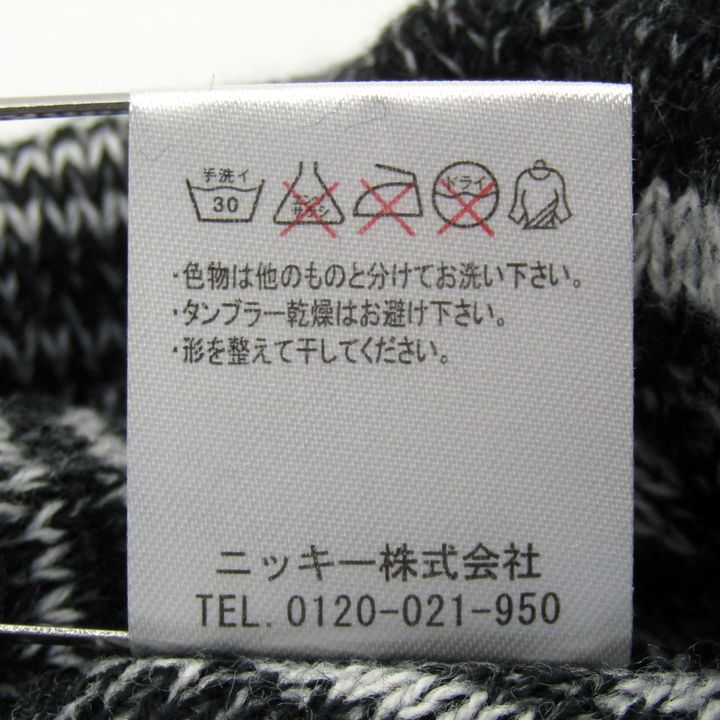 手洗イ
30
ドライ
・色物は他のものと分けてお洗い下さい。
・タンブラー乾燥はお避け下さい。
・形を整えて干してください。
ニッキー株式会社
TEL. 0120-021-950